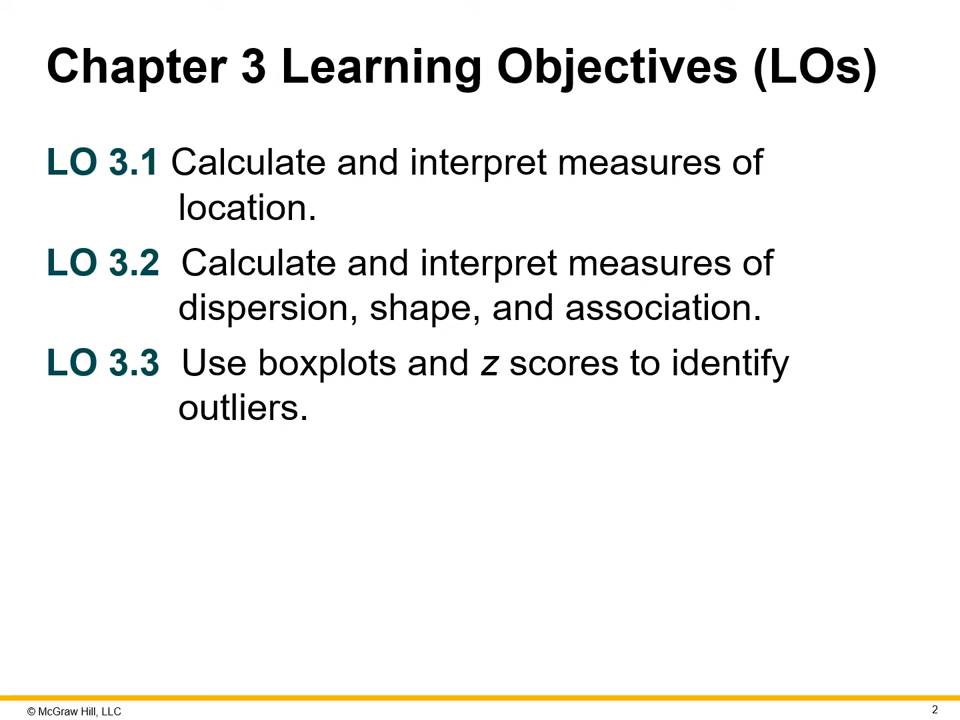 Chapter 3 Learning Objectives (LOs)
LO 3.1 Calculate and interpret measures of
location.
LO 3.2 Calculate and interpret measures of
dispersion, shape, and association.
LO 3.3 Use boxplots and z scores to identify
outliers.
© McGraw Hill, LLC
2